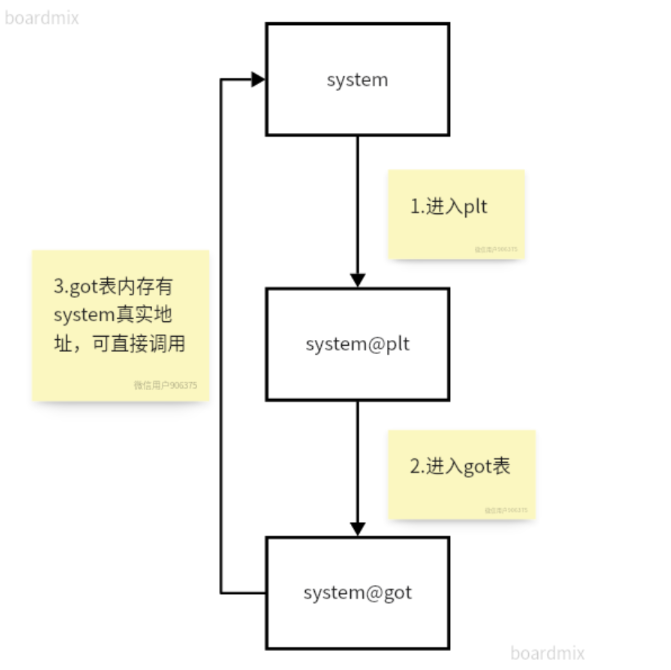 boardmix
system
1.进入plt
微信用户906375
3.got表内存有
system真实地
址，可直接调用
微信用户906375
system@plt
2.进入got表
微信用户906375
system@got
boardmix